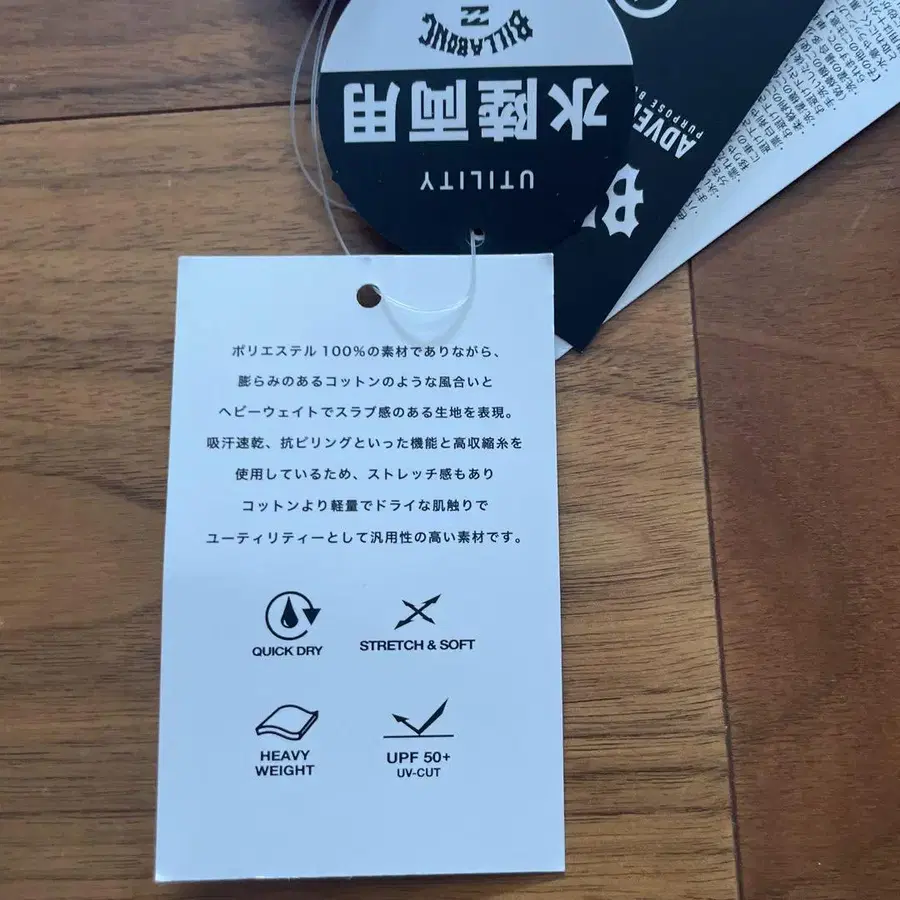 BILLABONG
水陸両用
UTILITY
ADVE
PURPOSE B
ポリエステル 100%の素材でありながら、
膨らみのあるコットンのような風合いと
ヘビーウェイトでスラブ感のある生地を表現。
吸汗速乾、抗ピリングといった機能と高収縮糸を
使用しているため、ストレッチ感もあり
コットンより軽量でドライな肌触りで
ユーティリティーとして汎用性の高い素材です。
QUICK DRY
STRETCH & SOFT
HEAVY
WEIGHT
UPF 50+
UV-CUT